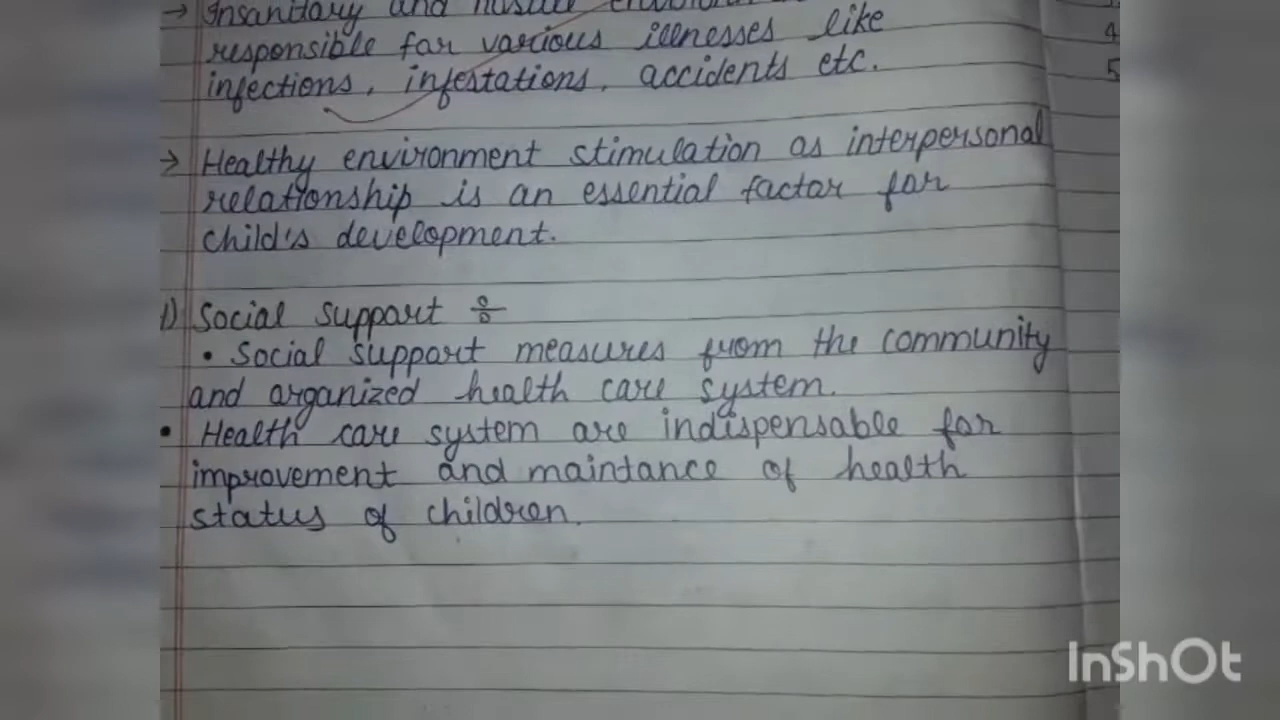 → Insanitary and
responsible for various illnesses like
infections, infestations, accidents etc.
→ Healthy environment stimulation as interpersonal
relationship is an essential factor for
child's development.
Social support :-
• Social support measures from the community
and organized health care system.
• Health care system are indispensable for
improvement and maintance of health
status of children.
4
5
InShOt